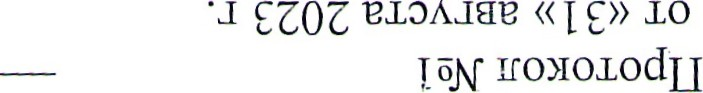 Протокол №1
от «31» августа 2023 г.